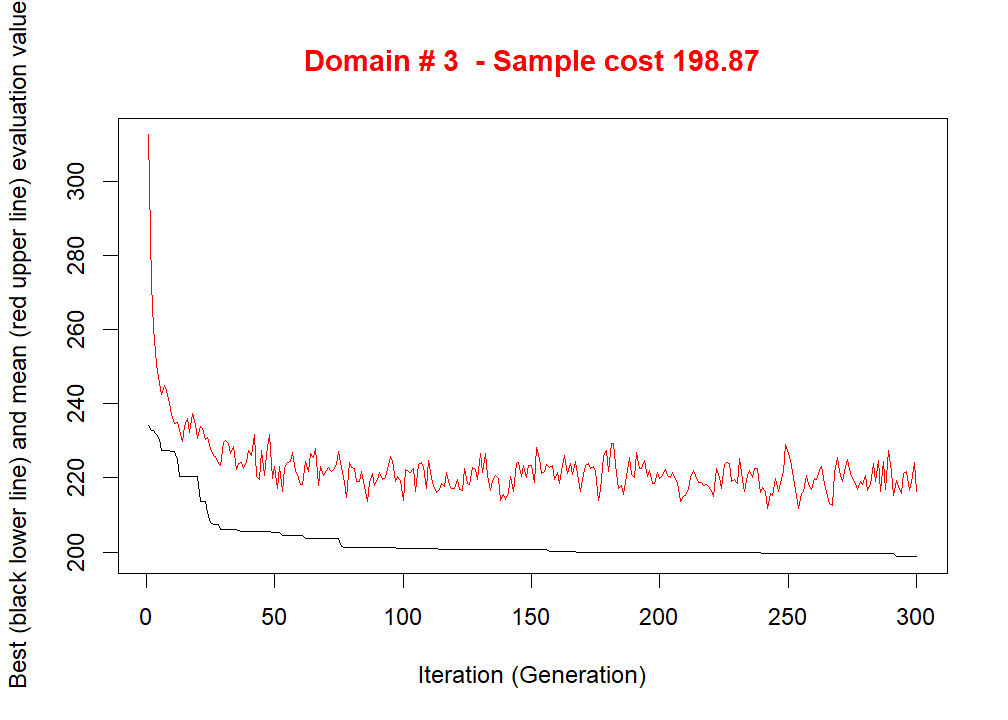 Domain # 3  - Sample cost 198.87
Best (black lower line) and mean (red upper line) evaluation value
300
280
260
240
220
200
0 50 100 150 200 250 300
Iteration (Generation)